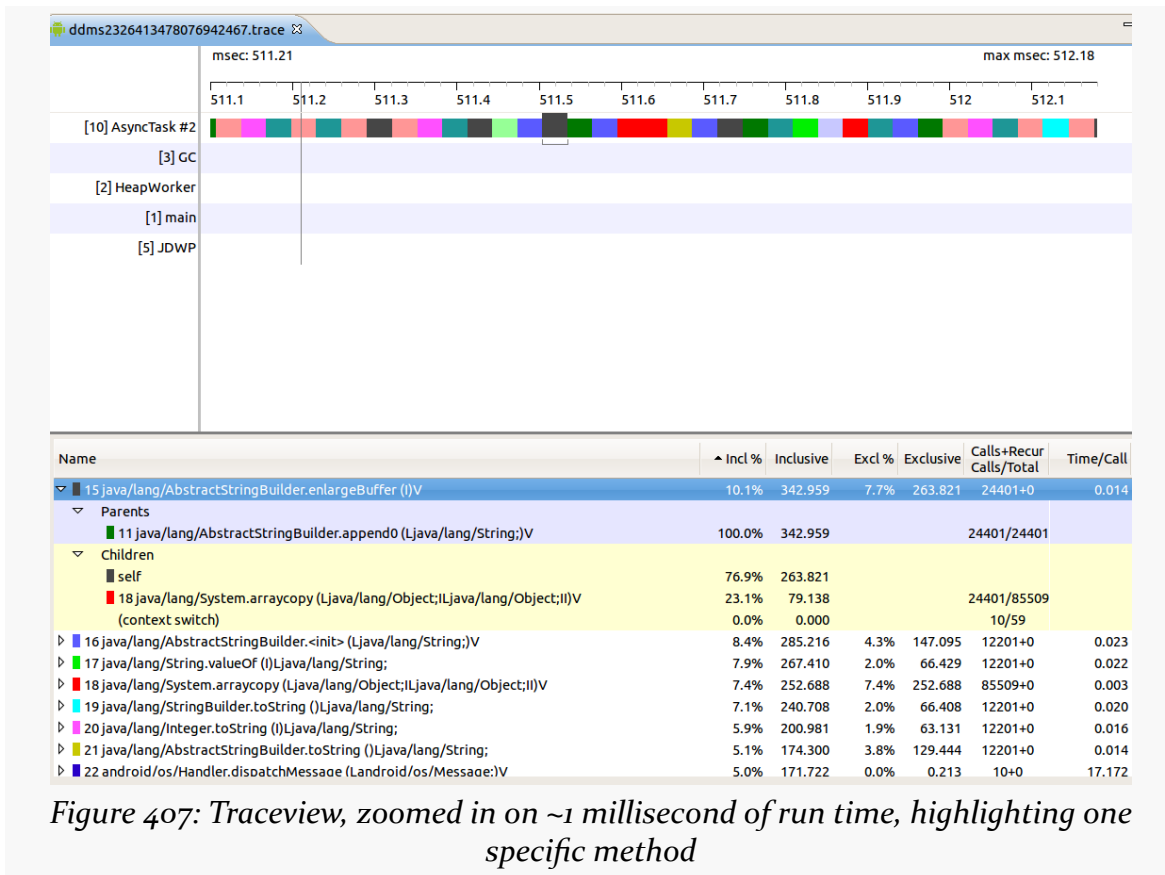 ddms2326413478076942467.trace
msec: 511.21 max msec: 512.18
511.1 511.2 511.3 511.4 511.5 511.6 511.7 511.8 511.9 512 512.1
[10] AsyncTask #2
[3] GC
[2] HeapWorker
[1] main
[5] JDWP
Name Incl % Inclusive Excl % Exclusive Calls+Recur Calls/Total Time/Call
15 java/lang/AbstractStringBuilder.enlargeBuffer (I)V 10.1% 342.959 7.7% 263.821 24401+0 0.014
Parents
11 java/lang/AbstractStringBuilder.append0 (Ljava/lang/String;)V 100.0% 342.959 24401/24401
Children
self 76.9% 263.821
18 java/lang/System.arraycopy (Ljava/lang/Object;ILjava/lang/Object;II)V 23.1% 79.138 24401/85509
(context switch) 0.0% 0.000 10/59
16 java/lang/AbstractStringBuilder.<init> (Ljava/lang/String;)V 8.4% 285.216 4.3% 147.095 12201+0 0.023
17 java/lang/String.valueOf (I)Ljava/lang/String; 7.9% 267.410 2.0% 66.429 12201+0 0.022
18 java/lang/System.arraycopy (Ljava/lang/Object;ILjava/lang/Object;II)V 7.4% 252.688 7.4% 252.688 85509+0 0.003
19 java/lang/StringBuilder.toString ()Ljava/lang/String; 7.1% 240.708 2.0% 66.408 12201+0 0.020
20 java/lang/Integer.toString (I)Ljava/lang/String; 5.9% 200.981 1.9% 63.131 12201+0 0.016
21 java/lang/AbstractStringBuilder.toString ()Ljava/lang/String; 5.1% 174.300 3.8% 129.444 12201+0 0.014
22 android/os/Handler.dispatchMessage (Landroid/os/Message;)V 5.0% 171.722 0.0% 0.213 10+0 17.172
Figure 407: Traceview, zoomed in on ~1 millisecond of run time, highlighting one
specific method